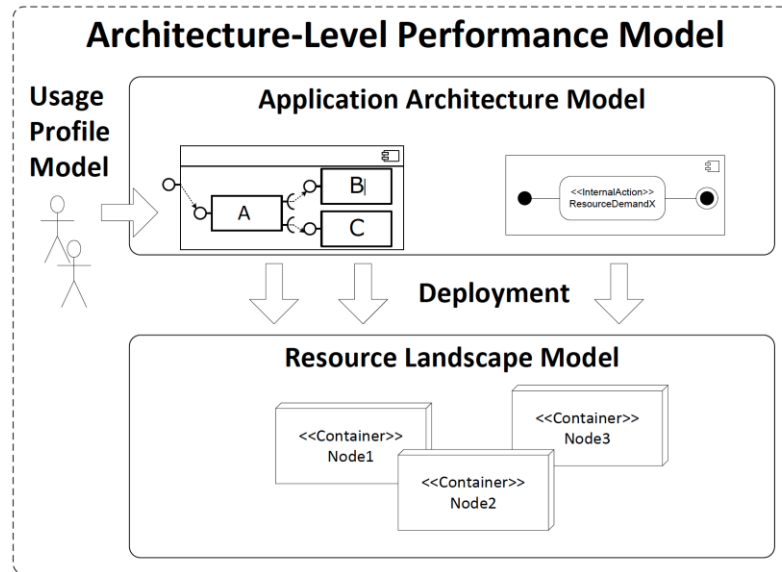 Architecture-Level Performance Model
Usage
Profile
Model
Application Architecture Model
A
B
C
<<InternalAction>>
ResourceDemandX
Deployment
Resource Landscape Model
<<Container>>
Node1
<<Container>>
Node2
<<Container>>
Node3